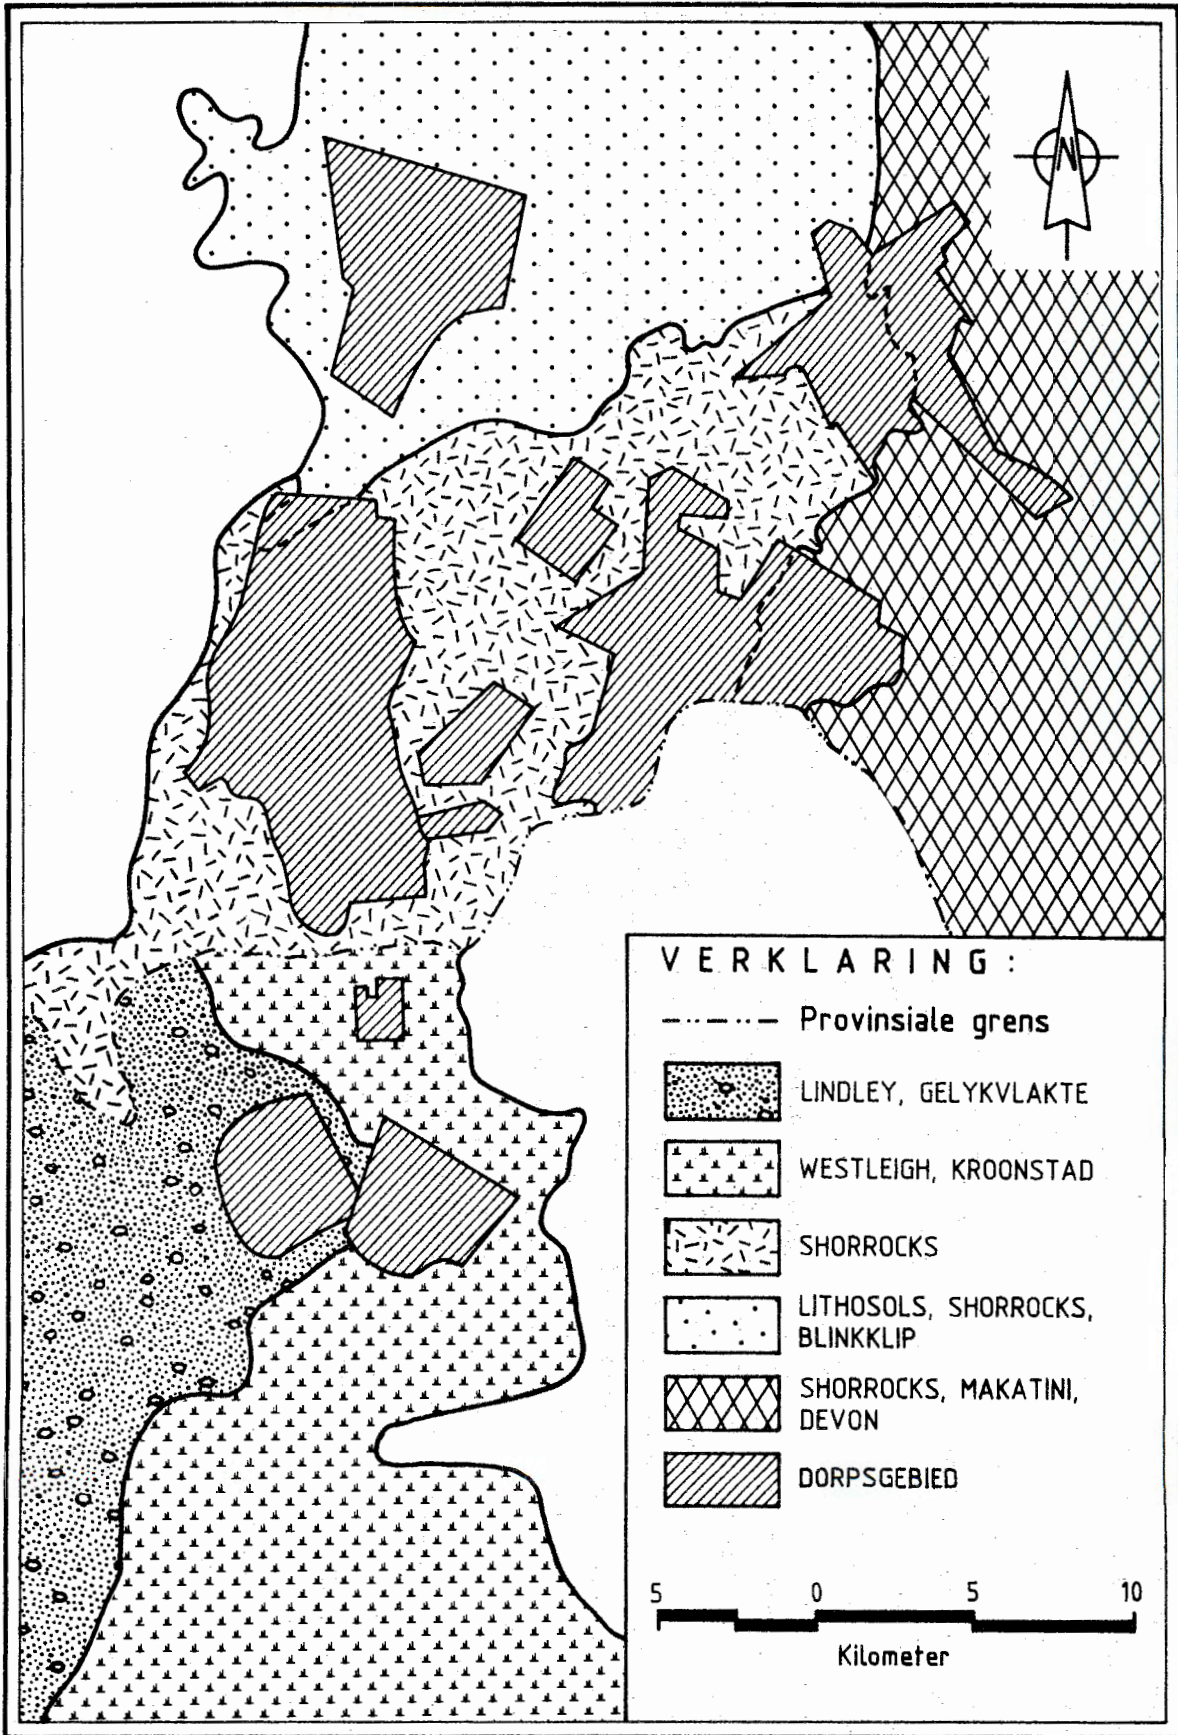 N
VERKLARING:
Provinsiale grens
LINDLEY, GELYKVLAKTE
WESTLEIGH, KROONSTAD
SHORROCKS
LITHOSOLS, SHORROCKS,
BLINKKLIP
SHORROCKS, MAKATINI,
DEVON
DORPSGEBIED
5 0 5 10
Kilometer